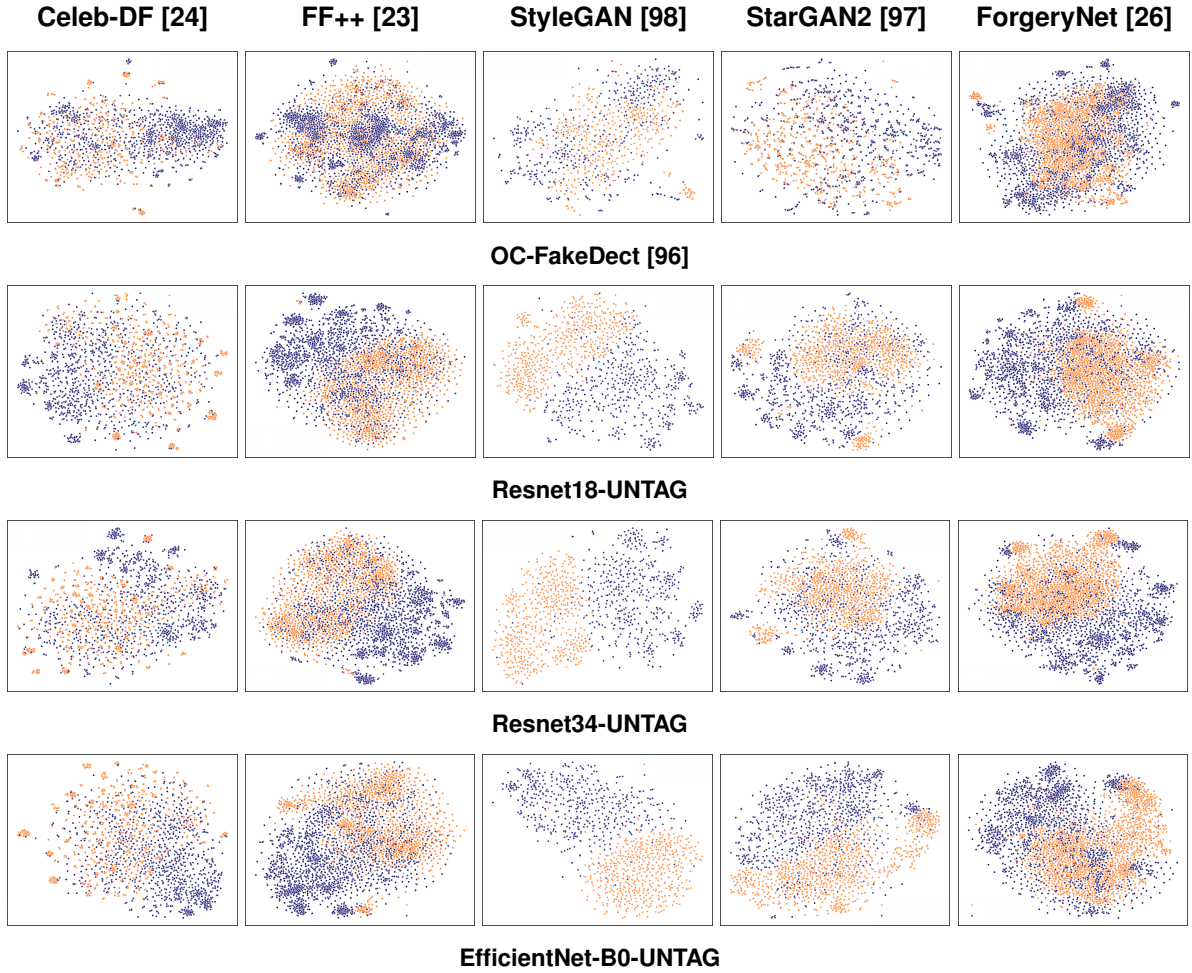 Celeb-DF [24] FF++ [23] StyleGAN [98] StarGAN2 [97] ForgeryNet [26]
OC-FakeDect [96]
Resnet18-UNTAG
Resnet34-UNTAG
EfficientNet-B0-UNTAG